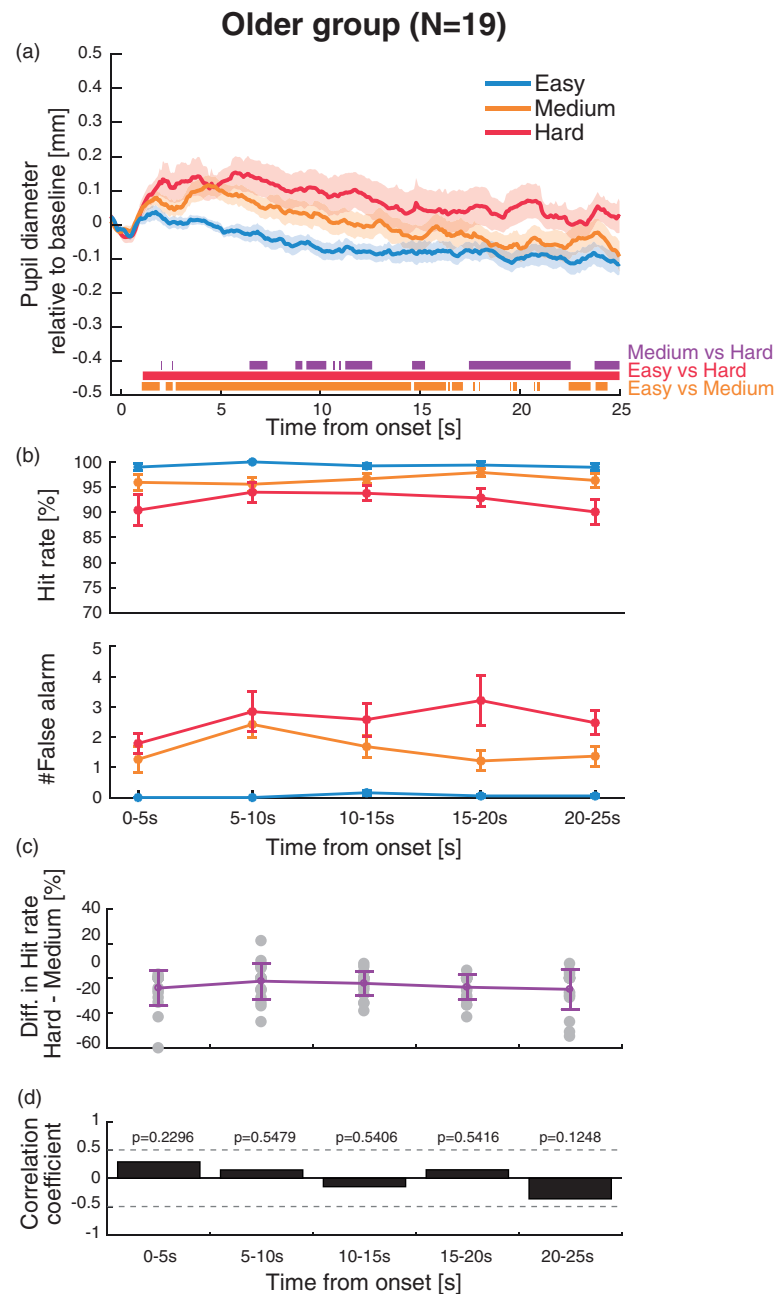 Older group (N=19)
(a)
Pupil diameter
relative to baseline [mm]
0.5
0.4
0.3
0.2
0.1
0
-0.1
-0.2
-0.3
-0.4
-0.5
Easy
Medium
Hard
Medium vs Hard
Easy vs Hard
Easy vs Medium
0 5 10 15 20 25
Time from onset [s]
(b)
Hit rate [%]
100
95
90
85
80
75
70
#False alarm
5
4
3
2
1
0
0-5s 5-10s 10-15s 15-20s 20-25s
Time from onset [s]
(c)
Diff. in Hit rate
Hard - Medium [%]
40
20
0
-20
-40
-60
(d)
Correlation
coefficient
1
0.5
0
-0.5
-1
p=0.2296 p=0.5479 p=0.5406 p=0.5416 p=0.1248
0-5s 5-10s 10-15s 15-20s 20-25s
Time from onset [s]